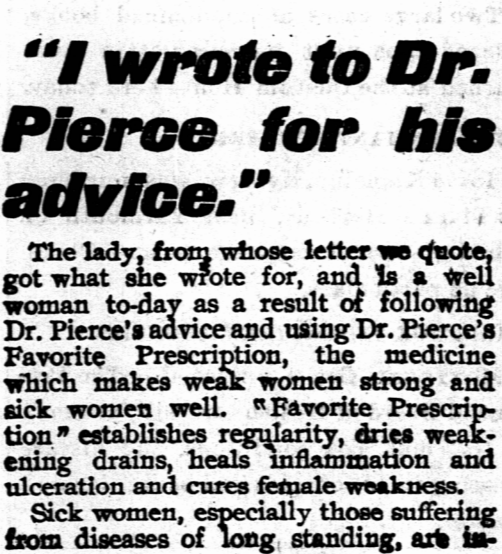 "I wrote to Dr.
Pierce for his
advice."
The lady, from whose letter we quote,
got what she wrote for, and is a well
woman to-day as a result of following
Dr. Pierce's advice and using Dr. Pierce's
Favorite Prescription, the medicine
which makes weak women strong and
sick women well. "Favorite Prescrip-
tion" establishes regularity, dries weak-
ening drains, heals inflammation and
ulceration and cures female weakness.
Sick women, especially those suffering
from diseases of long standing, are in-